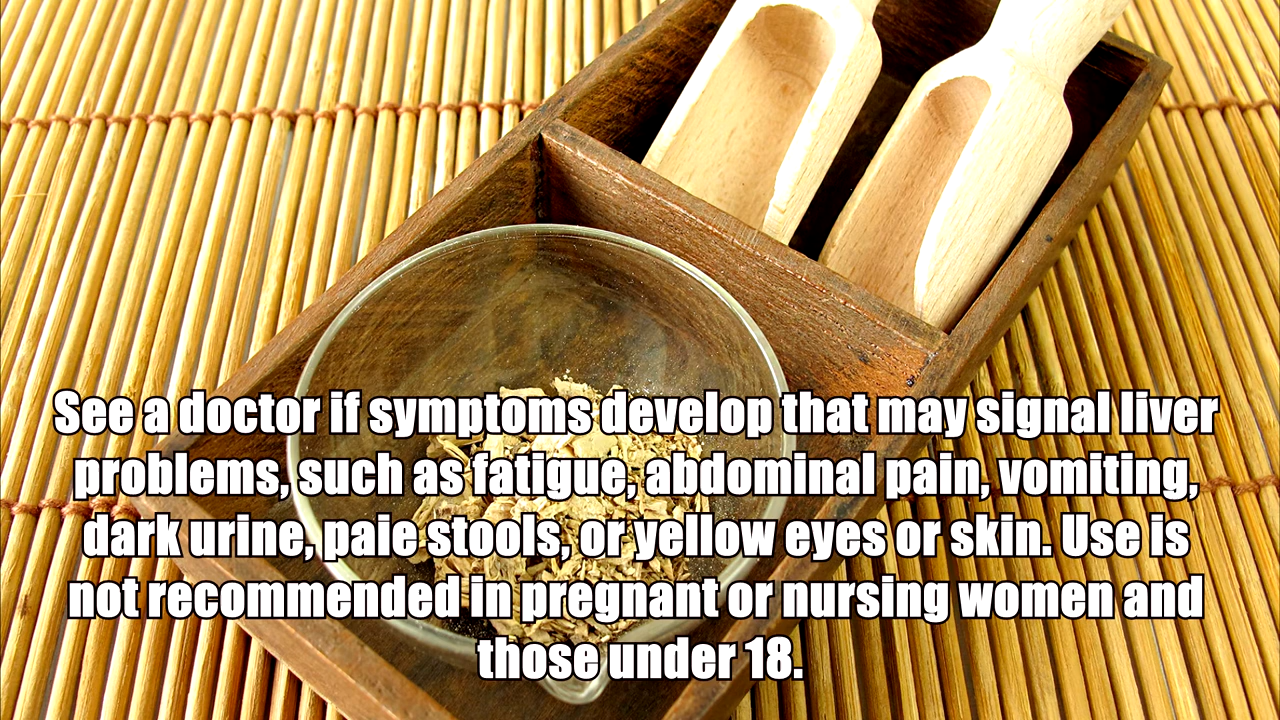 See a doctor if symptoms develop that may signal liver
problems, such as fatigue, abdominal pain, vomiting,
dark urine, paie stools, or yellow eyes or skin. Use is
not recommended in pregnant or nursing women and
those under 18.